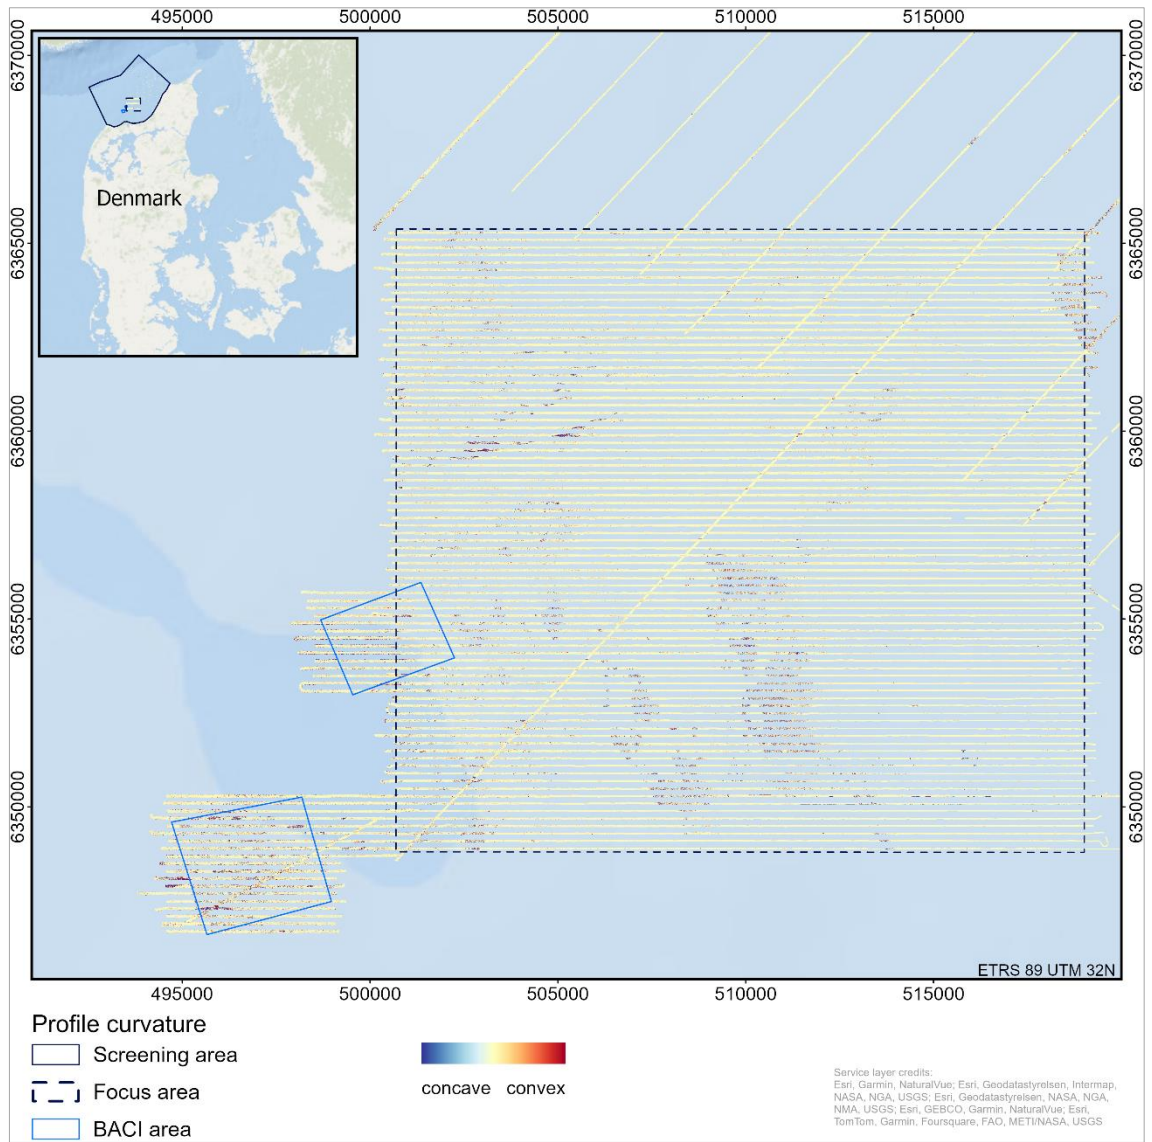 495000 500000 505000 510000 515000
6370000 6370000
Denmark
6365000 6365000
6360000 6360000
6355000 6355000
6350000 6350000
ETRS 89 UTM 32N
495000 500000 505000 510000 515000
Profile curvature
Screening area
Focus area
BACI area
concave convex
Service layer credits:
Esri, Garmin, NaturalVue; Esri, Geodatastyrelsen, Intermap,
NASA, NGA, USGS; Esri, Geodatastyrelsen, NASA, NGA,
NMA, USGS; Esri, GEBCO, Garmin, NaturalVue; Esri,
TomTom, Garmin, Foursquare, FAO, METI/NASA, USGS